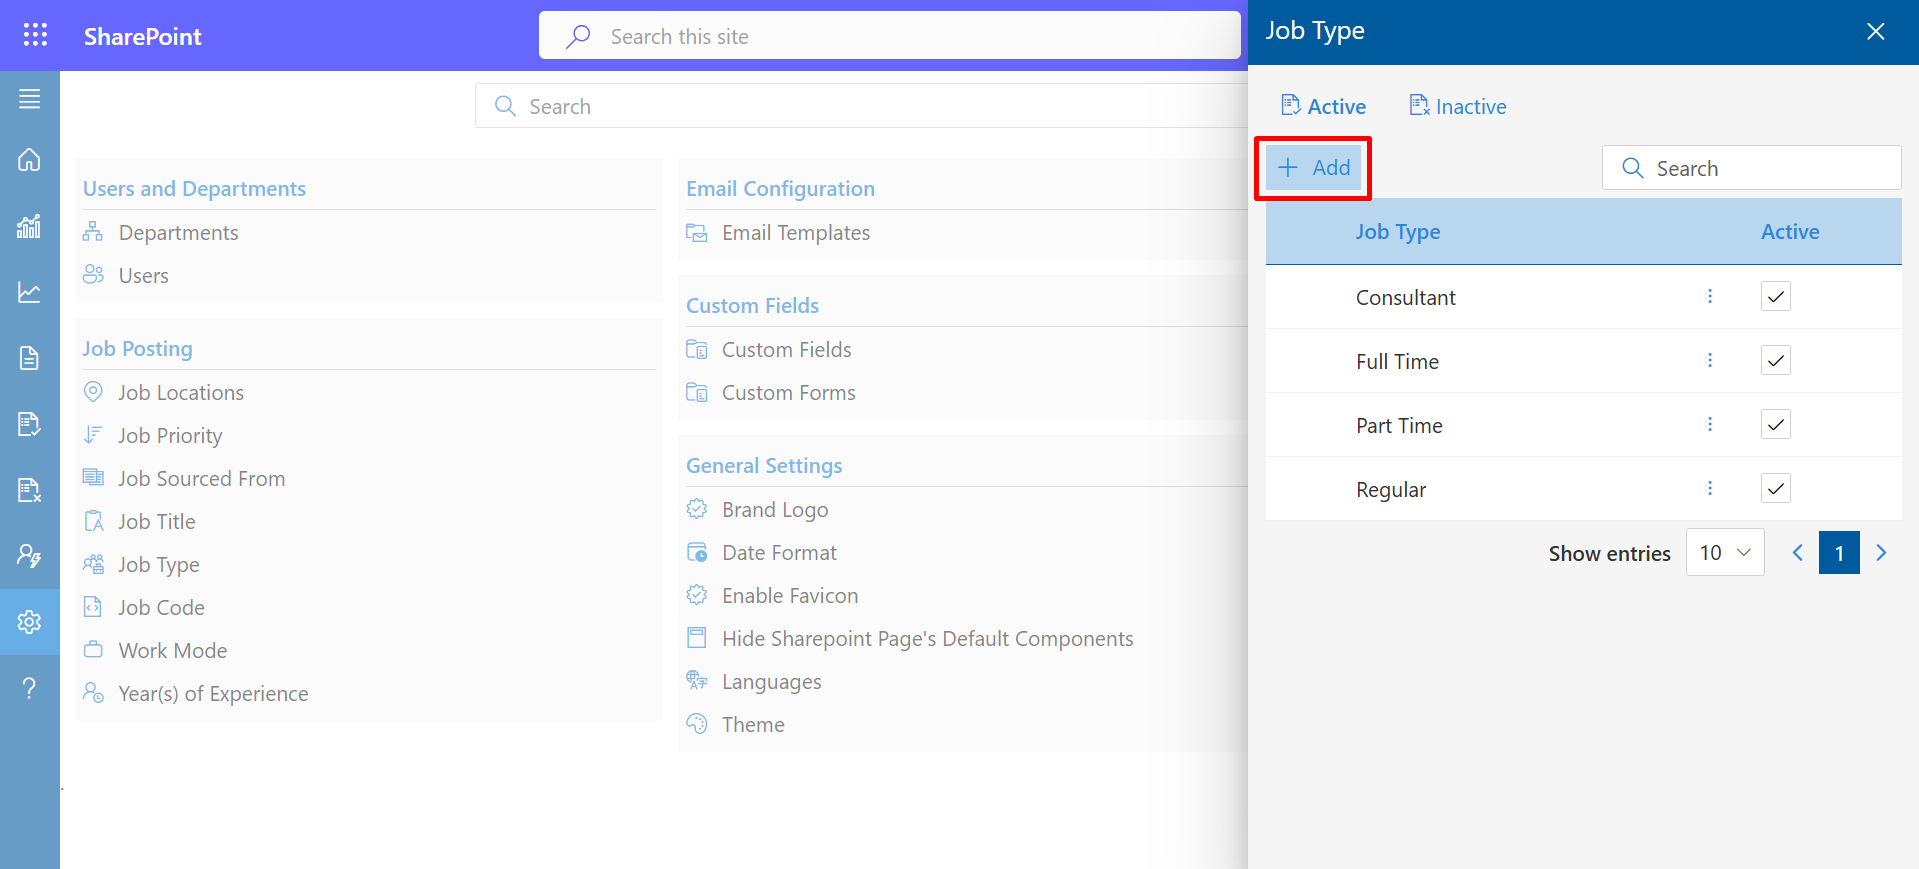 SharePoint
Search this site
Search
Users and Departments
Departments
Users
Job Posting
Job Locations
Job Priority
Job Sourced From
Job Title
Job Type
Job Code
Work Mode
Year(s) of Experience
Email Configuration
Email Templates
Custom Fields
Custom Fields
Custom Forms
General Settings
Brand Logo
Date Format
Enable Favicon
Hide Sharepoint Page's Default Components
Languages
Theme
Job Type
Active Inactive
Add Search
Job Type Active
Consultant
Full Time
Part Time
Regular
Show entries 10 1